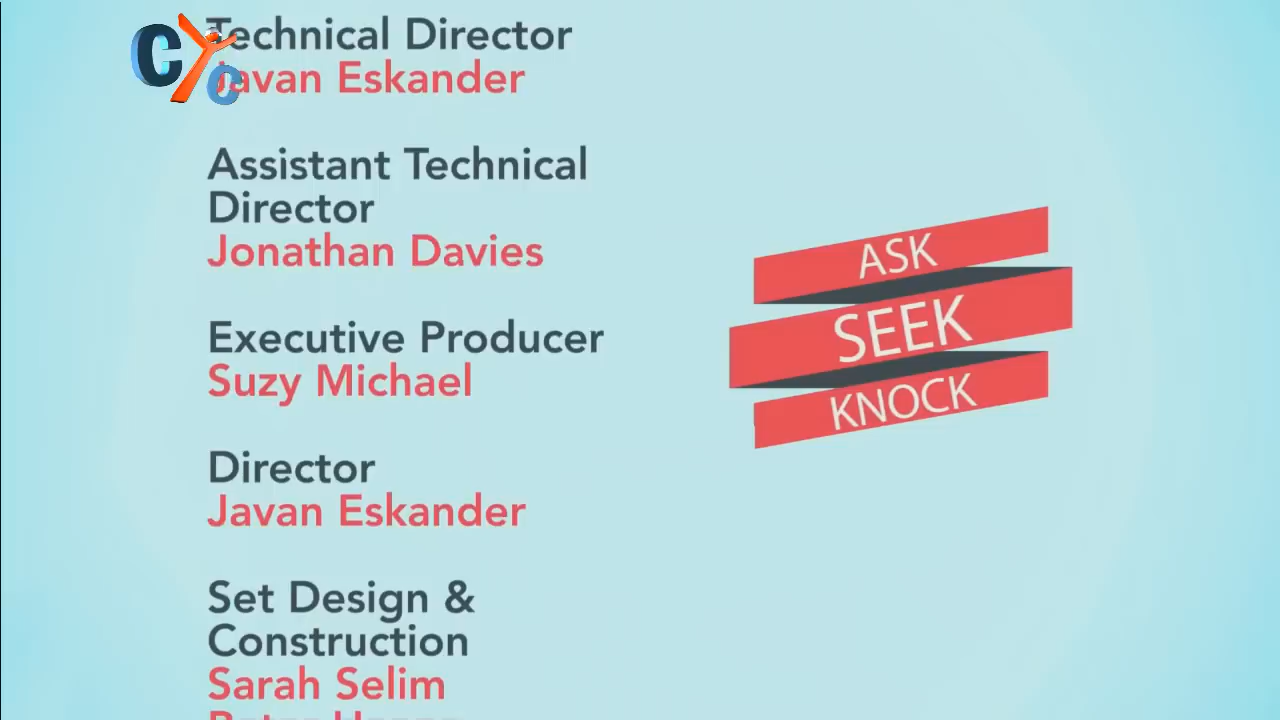 CYC
Technical Director
Javan Eskander
Assistant Technical
Director
Jonathan Davies
Executive Producer
Suzy Michael
Director
Javan Eskander
Set Design &
Construction
Sarah Selim
ASK
SEEK
KNOCK